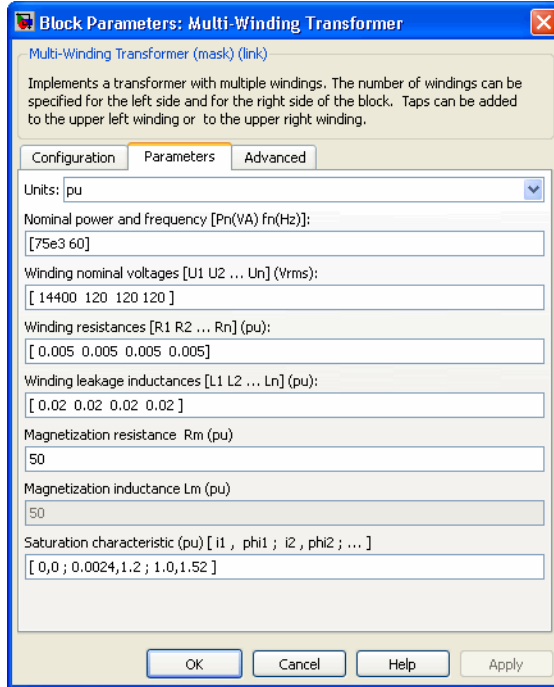 Block Parameters: Multi-Winding Transformer
Multi-Winding Transformer (mask) (link)
Implements a transformer with multiple windings. The number of windings can be
specified for the left side and for the right side of the block. Taps can be added
to the upper left winding or to the upper right winding.
Configuration Parameters Advanced
Units: pu
Nominal power and frequency [Pn(VA) fn(Hz)]:
[75e3 60]
Winding nominal voltages [U1 U2 ... Un] (Vrms):
[ 14400 120 120 120 ]
Winding resistances [R1 R2 ... Rn] (pu):
[ 0.005 0.005 0.005 0.005]
Winding leakage inductances [L1 L2 ... Ln] (pu):
[ 0.02 0.02 0.02 0.02 ]
Magnetization resistance Rm (pu)
50
Magnetization inductance Lm (pu)
50
Saturation characteristic (pu) [ i1 , phi1 ; i2 , phi2 ; ... ]
[ 0,0 ; 0.0024,1.2 ; 1.0,1.52 ]
OK Cancel Help Apply